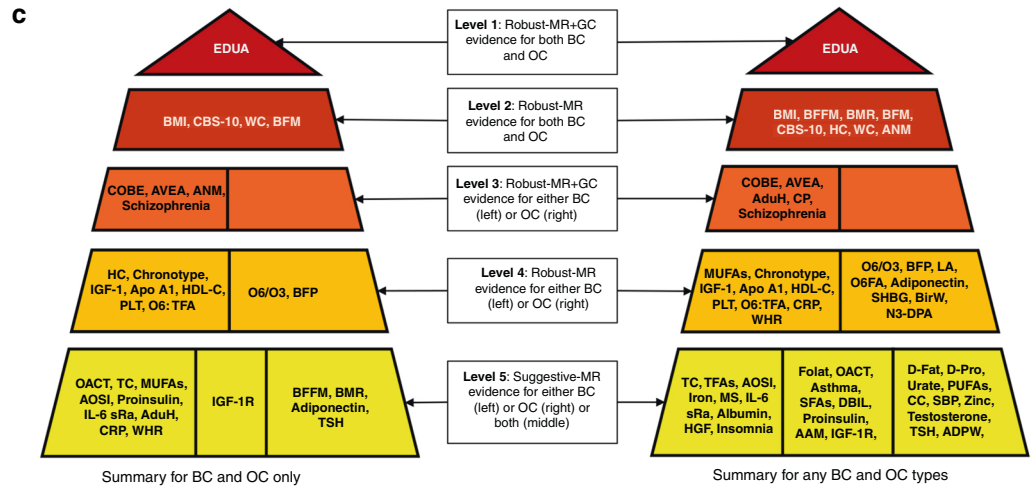 c
EDUA
BMI, CBS-10, WC, BFM
COBE, AVEA, ANM,
Schizophrenia
HC, Chronotype,
IGF-1, Apo A1, HDL-C,
PLT, O6: TFA
O6/O3, BFP
OACT, TC, MUFAs,
AOSI, Proinsulin,
IL-6 sRa, AduH,
CRP, WHR
IGF-1R
BFFM, BMR,
Adiponectin,
TSH
Summary for BC and OC only
Level 1: Robust-MR+GC
evidence for both BC
and OC
Level 2: Robust-MR
evidence for both BC
and OC
Level 3: Robust-MR+GC
evidence for either BC
(left) or OC (right)
Level 4: Robust-MR
evidence for either BC
(left) or OC (right)
Level 5: Suggestive-MR
evidence for either BC
(left) or OC (right) or
both (middle)
EDUA
BMI, BFFM, BMR, BFM,
CBS-10, HC, WC, ANM
COBE, AVEA,
AduH, CP,
Schizophrenia
MUFAs, Chronotype,
IGF-1, Apo A1, HDL-C,
PLT, O6:TFA, CRP,
WHR
O6/O3, BFP, LA,
O6FA, Adiponectin,
SHBG, BirW,
N3-DPA
TC, TFAs, AOSI,
Iron, MS, IL-6
sRa, Albumin,
HGF, Insomnia
Folat, OACT,
Asthma,
SFAs, DBIL,
Proinsulin,
AAM, IGF-1R,
D-Fat, D-Pro,
Urate, PUFAs,
CC, SBP, Zinc,
Testosterone,
TSH, ADPW,
Summary for any BC and OC types